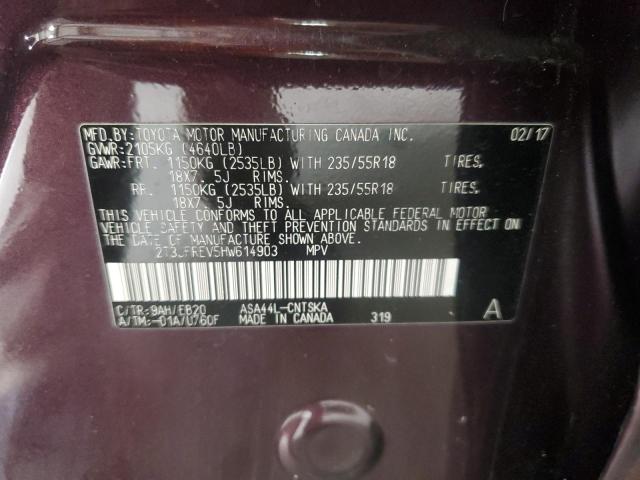 MFD.BY:TOYOTA MOTOR MANUFACTURING CANADA INC. 02/17
GVWR:2105KG (4640LB)
GAWR:FRT. 1150KG (2535LB) WITH 235/55R18 TIRES,
18X7.5J RIMS.
RR. 1150KG (2535LB) WITH 235/55R18 TIRES,
18X7.5J RIMS.
THIS VEHICLE CONFORMS TO ALL APPLICABLE FEDERAL MOTOR
VEHICLE SAFETY AND THEFT PREVENTION STANDARDS IN EFFECT ON
THE DATE OF MANUFACTURE SHOWN ABOVE.
2T3JFREV5HW614903 MPV
C/TR:9AH/EB20 ASA44L-CNTSKA
A/TM:-01A/U760F MADE IN CANADA 319 A